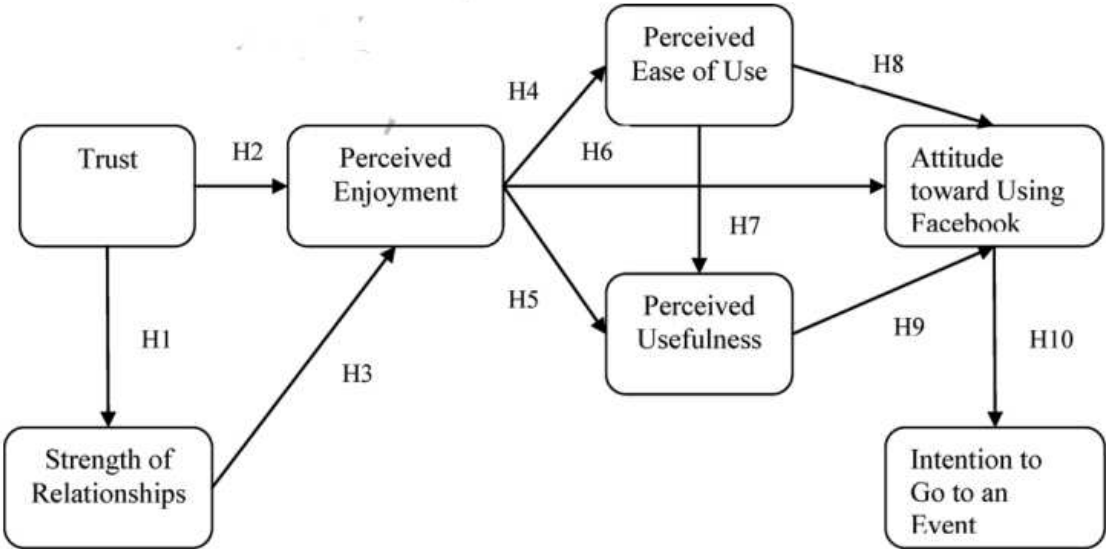 Perceived
Ease of Use
H8
H4
Trust
H2
Perceived
Enjoyment
H6
Attitude
toward Using
Facebook
H7
H5
Perceived
Usefulness
H9
H1
H10
H3
Strength of
Relationships
Intention to
Go to an
Event